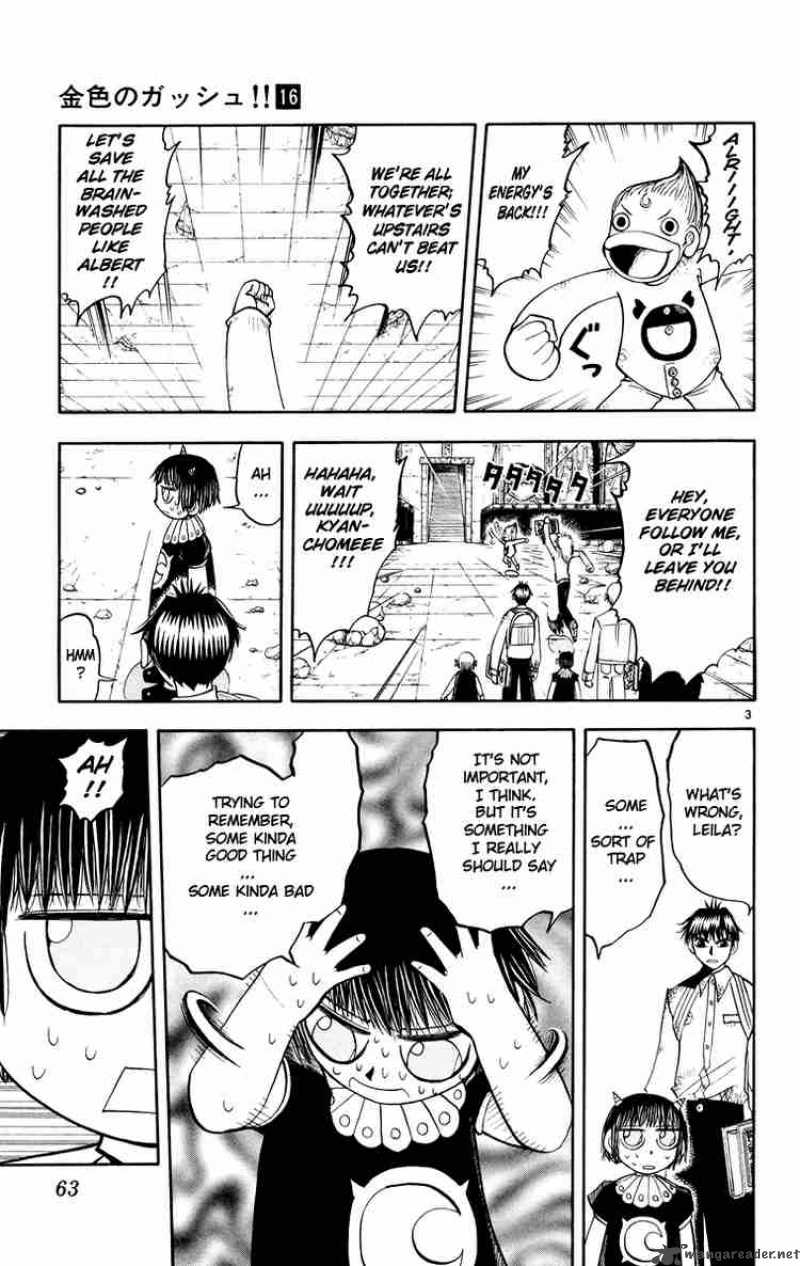 金色のガッシュ!! 16
ALRIIIGHT,
MY
ENERGY'S
BACK!!!
ぐっ
WE'RE ALL
TOGETHER;
WHATEVER'S
UPSTAIRS
CAN'T BEAT
US!!
LET'S
SAVE
ALL THE
BRAIN-
WASHED
PEOPLE
LIKE
ALBERT
!!
HEY,
EVERYONE
FOLLOW ME,
OR I'LL
LEAVE YOU
BEHIND!!
タタタタタ
HAHAHA,
WAIT
UUUUUP,
KYAN-
CHOMEEE
!!!
AH
...
HMM
?
3
WHAT'S
WRONG,
LEILA?
SOME
...
SORT OF
TRAP
...
IT'S NOT
IMPORTANT,
I THINK.
BUT IT'S
SOMETHING
I REALLY
SHOULD SAY
...
TRYING TO
REMEMBER,
SOME KINDA
GOOD THING
...
SOME KINDA BAD
...
AH
!!
63
mangareader.net